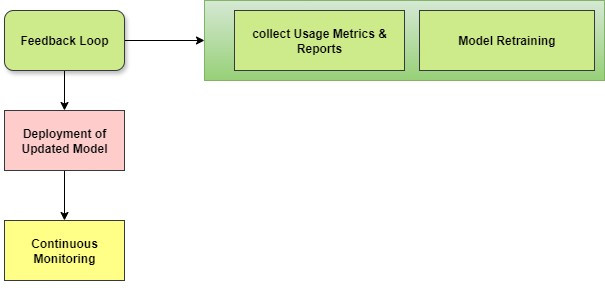 Feedback Loop
collect Usage Metrics &
Reports
Model Retraining
Deployment of
Updated Model
Continuous
Monitoring